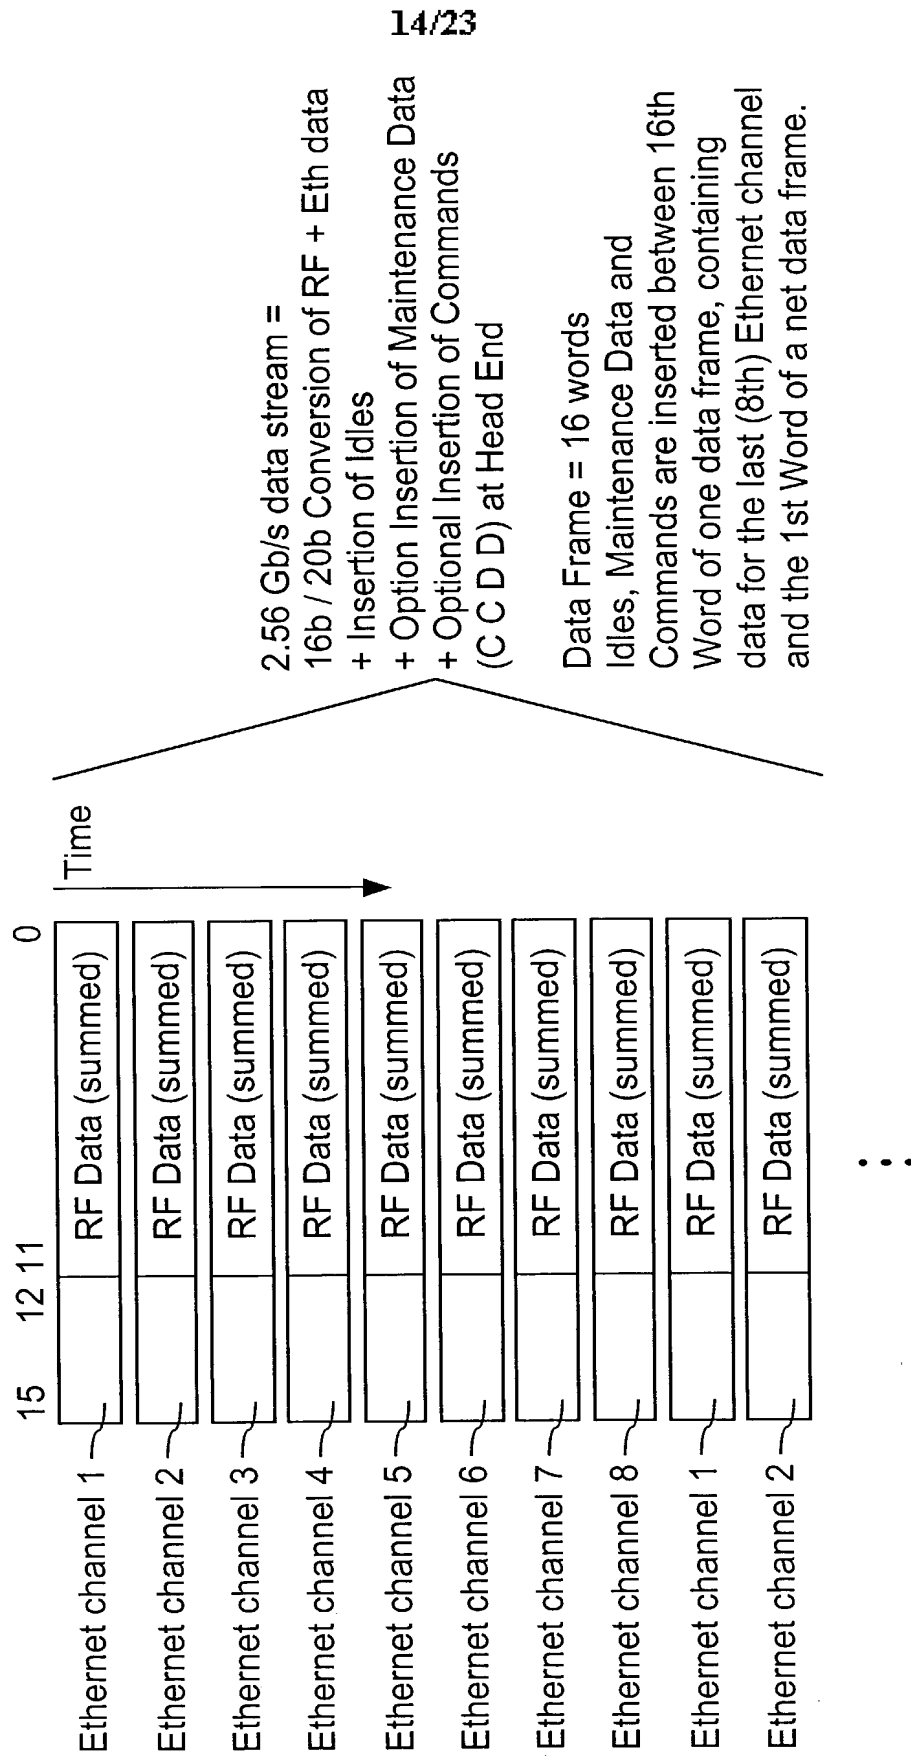 14/23
15
12 11
0
Ethernet channel 1
RF Data (summed)
Ethernet channel 2
RF Data (summed)
Ethernet channel 3
RF Data (summed)
Ethernet channel 4
RF Data (summed)
Ethernet channel 5
RF Data (summed)
Ethernet channel 6
RF Data (summed)
Ethernet channel 7
RF Data (summed)
Ethernet channel 8
RF Data (summed)
Ethernet channel 1
RF Data (summed)
Ethernet channel 2
RF Data (summed)
Time
2.56 Gb/s data stream =
16b / 20b Conversion of RF + Eth data
+ Insertion of Idles
+ Option Insertion of Maintenance Data
+ Optional Insertion of Commands
(C C D D) at Head End
Data Frame = 16 words
Idles, Maintenance Data and
Commands are inserted between 16th
Word of one data frame, containing
data for the last (8th) Ethernet channel
and the 1st Word of a net data frame.